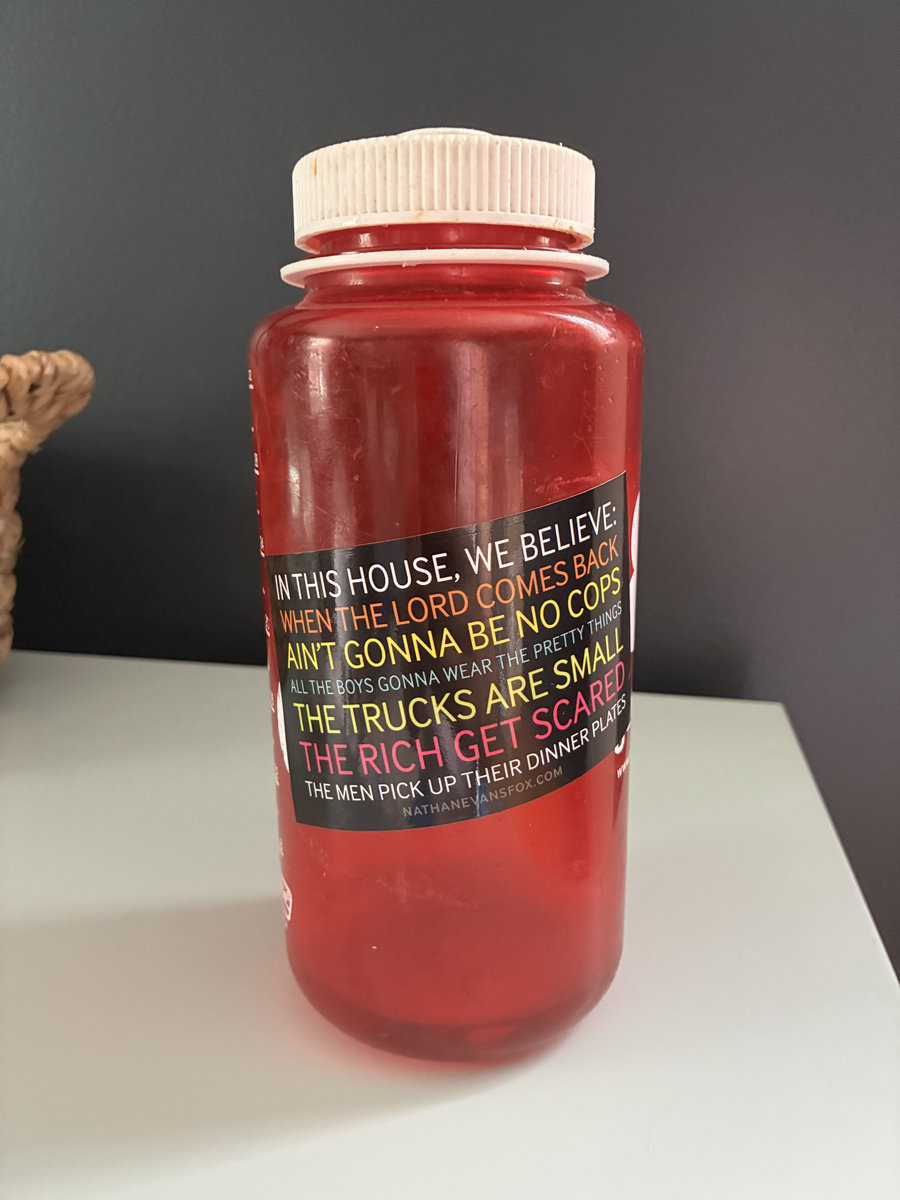 IN THIS HOUSE, WE BELIEVE:
WHEN THE LORD COMES BACK
AIN'T GONNA BE NO COPS
ALL THE BOYS GONNA WEAR THE PRETTY THINGS
THE TRUCKS ARE SMALL
THE RICH GET SCARED
THE MEN PICK UP THEIR DINNER PLATES
NATHANEVANSFOX.COM